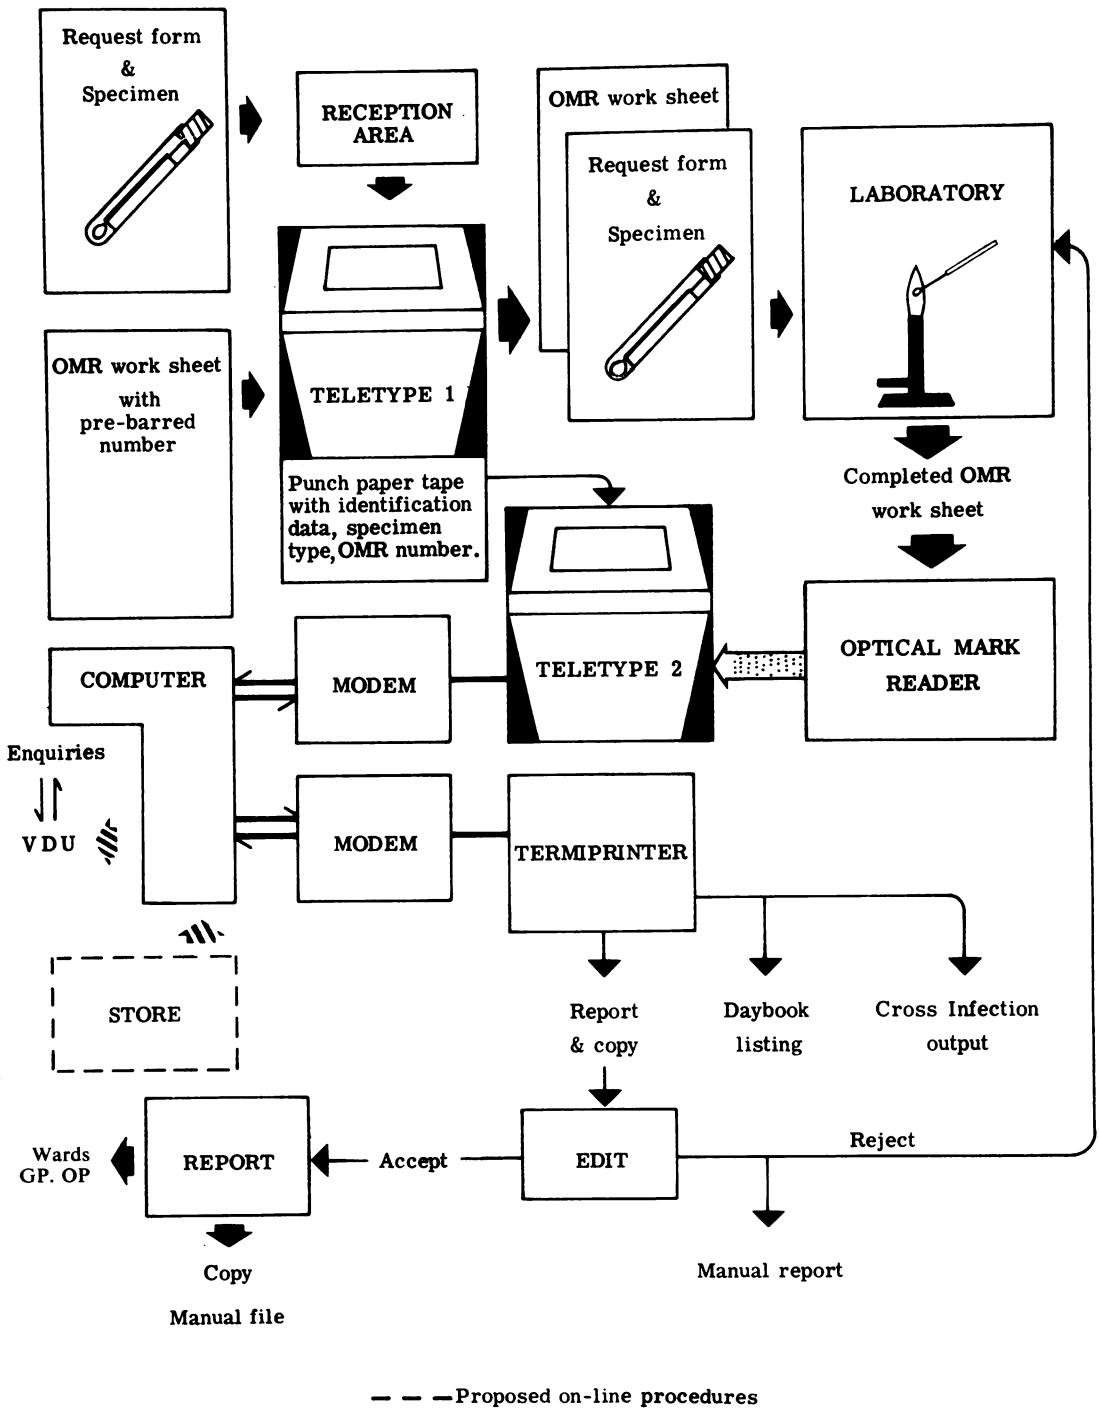 Request form
&
Specimen
RECEPTION
AREA
OMR work sheet
Request form
&
Specimen
LABORATORY
OMR work sheet
with
pre-barred
number
TELETYPE 1
Punch paper tape
with identification
data, specimen
type, OMR number.
Completed OMR
work sheet
TELETYPE 2
OPTICAL MARK
READER
COMPUTER
MODEM
Enquiries
VDU
MODEM
TERMIPRINTER
STORE
Report
& copy
Daybook
listing
Cross Infection
output
EDIT
Reject
Accept
REPORT
Wards
GP. OP
Manual report
Copy
Manual file
Proposed on-line procedures